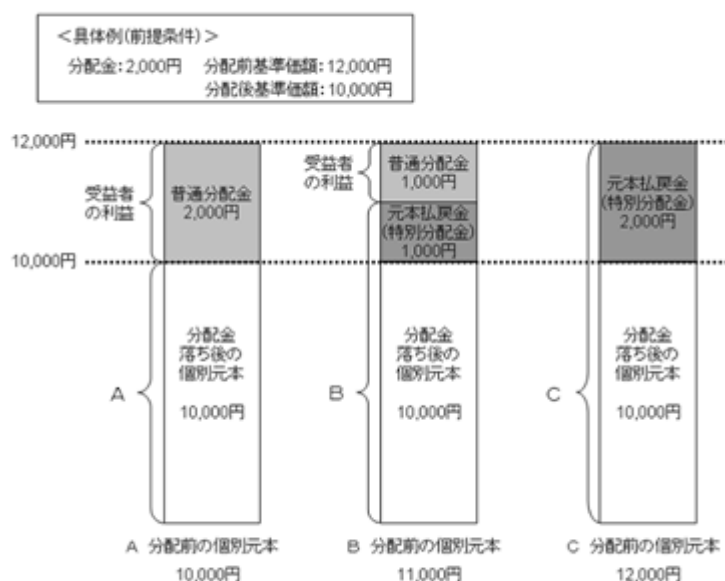 ＜具体例(前提条件)＞
分配金：2,000円　分配前基準価額：12,000円
分配後基準価額：10,000円
12,000円
10,000円
受益者
の利益
普通分配金
2,000円
分配金
落ち後の
個別元本
10,000円
A
A 分配前の個別元本
10,000円
受益者
の利益
普通分配金
1,000円
元本払戻金
(特別分配金)
1,000円
分配金
落ち後の
個別元本
10,000円
B
B 分配前の個別元本
11,000円
元本払戻金
(特別分配金)
2,000円
分配金
落ち後の
個別元本
10,000円
C
C 分配前の個別元本
12,000円